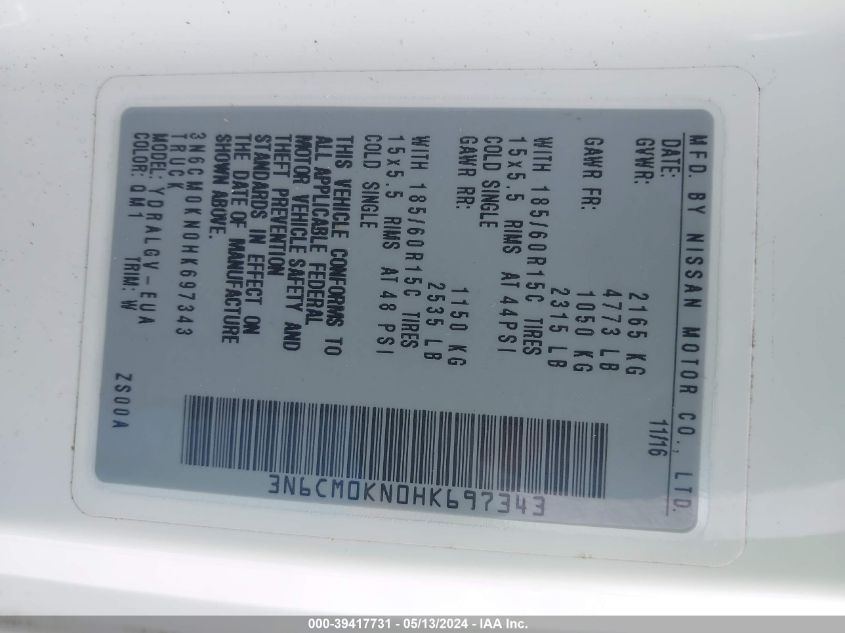 MFD. BY NISSAN MOTOR CO., LTD.
DATE: 11/16
GVWR: 2165 KG
4773 LB
GAWR FR: 1050 KG
2315 LB
WITH 185/60R15C TIRES
15x5.5 RIMS AT 44PSI
COLD SINGLE
GAWR RR: 1150 KG
2535 LB
WITH 185/60R15C TIRES
15x5.5 RIMS AT 48 PSI
COLD SINGLE
THIS VEHICLE CONFORMS TO
ALL APPLICABLE FEDERAL
MOTOR VEHICLE SAFETY AND
THEFT PREVENTION
STANDARDS IN EFFECT ON
THE DATE OF MANUFACTURE
SHOWN ABOVE.
3N6CM0KN0HK697343
TRUCK
MODEL: YDRALGV-EUA
COLOR: QM1 TRIM: W
ZS00A
3N6CM0KN0HK697343
000-39417731 - 05/13/2024 - IAA Inc.